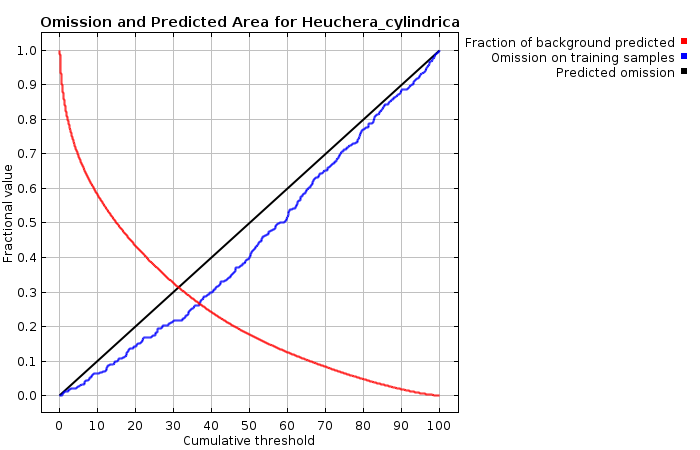 Omission and Predicted Area for Heuchera_cylindrica
Fraction of background predicted
Omission on training samples
Predicted omission
Fractional value
1.0
0.9
0.8
0.7
0.6
0.5
0.4
0.3
0.2
0.1
0.0
0 10 20 30 40 50 60 70 80 90 100
Cumulative threshold